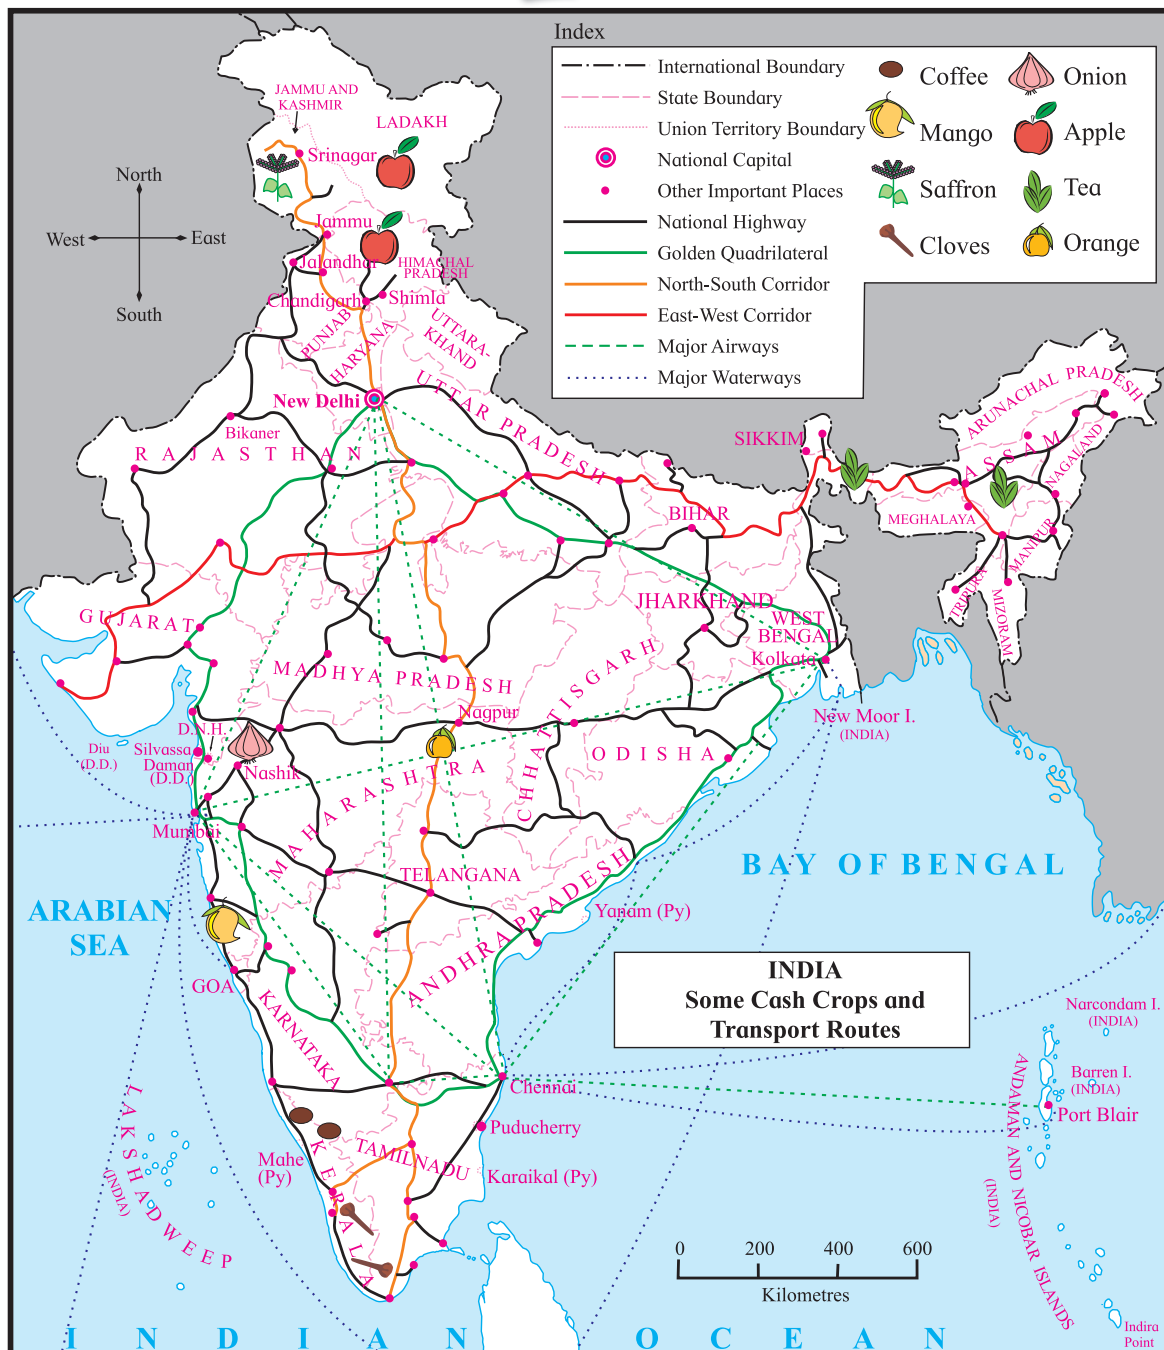 Index
International Boundary
State Boundary
Union Territory Boundary
National Capital
Other Important Places
National Highway
Golden Quadrilateral
North-South Corridor
East-West Corridor
Major Airways
Major Waterways
Coffee
Onion
Mango
Apple
Saffron
Tea
Cloves
Orange
North
West
East
South
JAMMU AND
KASHMIR
LADAKH
Srinagar
Jammu
Jalandhar
HIMACHAL
PRADESH
Chandigarh
Shimla
PUNJAB
HARYANA
UTTARA-
KHAND
New Delhi
UTTAR PRADESH
Bikaner
RAJASTHAN
SIKKIM
ARUNACHAL PRADESH
ASSAM
NAGALAND
MEGHALAYA
MANIPUR
TRIPURA
MIZORAM
BIHAR
JHARKHAND
WEST
BENGAL
Kolkata
GUJARAT
MADHYA PRADESH
CHHATTISGARH
Nagpur
New Moor I.
(INDIA)
D.N.H.
Diu
(D.D.)
Silvassa
Daman
(D.D.)
Nashik
ODISHA
MAHARASHTRA
Mumbai
TELANGANA
BAY OF BENGAL
ARABIAN
SEA
Yanam (Py)
ANDHRA PRADESH
GOA
KARNATAKA
INDIA
Some Cash Crops and
Transport Routes
Narcondam I.
(INDIA)
Barren I.
(INDIA)
Port Blair
Chennai
Puducherry
Mahe
(Py)
TAMILNADU
Karaikal (Py)
KERALA
LAKSHADWEEP
(INDIA)
ANDAMAN AND NICOBAR ISLANDS
(INDIA)
0 200 400 600
Kilometres
Indira
Point
INDIAN OCEAN